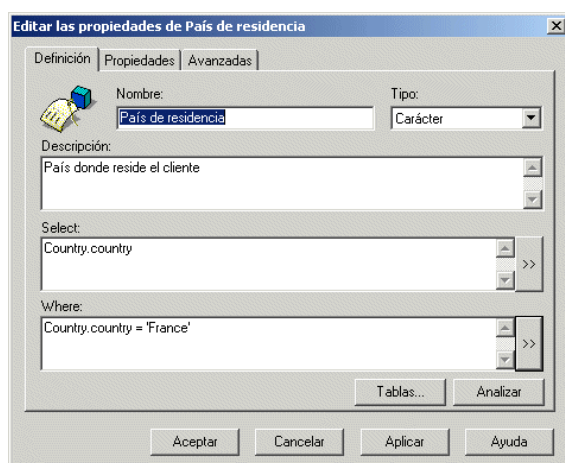 Editar las propiedades de País de residencia
Definición Propiedades Avanzadas
Nombre: Tipo:
País de residencia Carácter
Descripción:
País donde reside el cliente
Select:
Country.country
>>
Where:
Country.country = 'France'
>>
Tablas... Analizar
Aceptar Cancelar Aplicar Ayuda